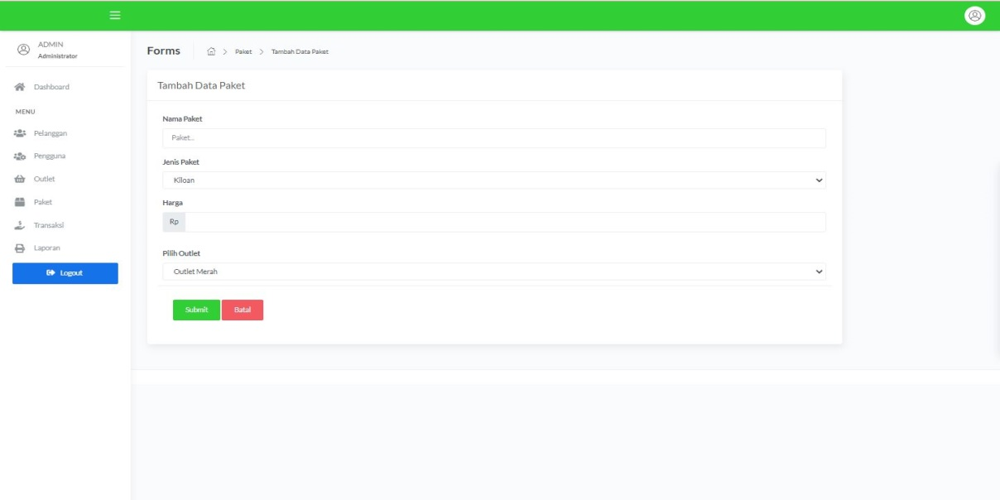 ADMIN
Administrator
Dashboard
MENU
Pelanggan
Pengguna
Outlet
Paket
Transaksi
Laporan
Logout
Forms > Paket > Tambah Data Paket
Tambah Data Paket
Nama Paket
Paket...
Jenis Paket
Kiloan
Harga
Rp
Pilih Outlet
Outlet Merah
Submit Batal